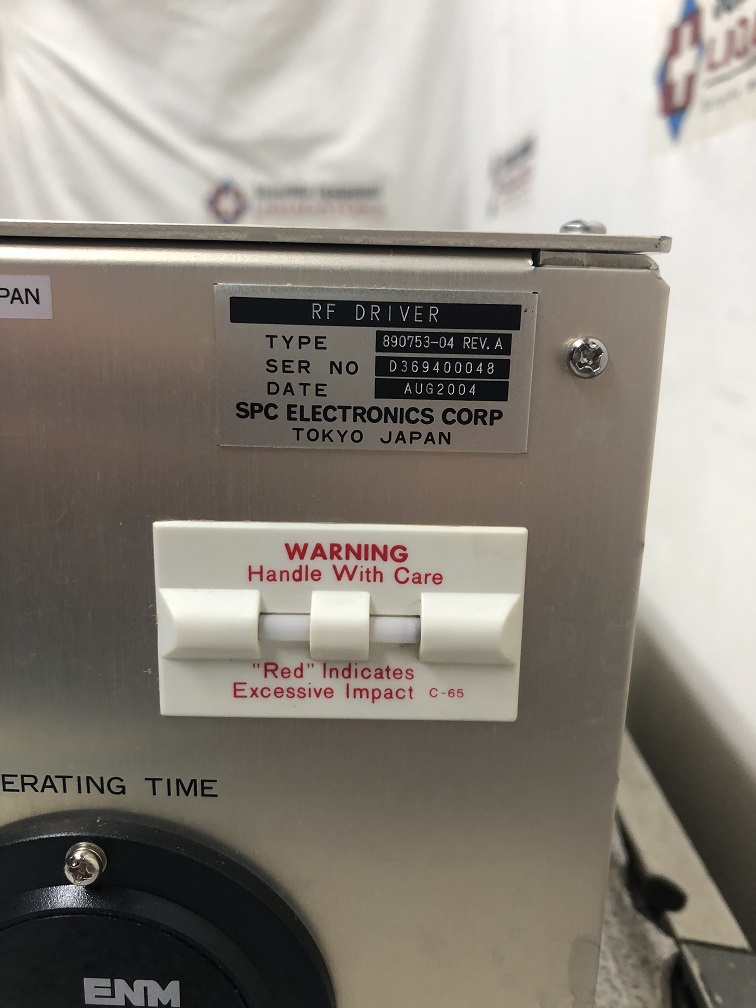 PAN
RF DRIVER
TYPE 890753-04 REV. A
SER NO D369400048
DATE AUG2004
SPC ELECTRONICS CORP
TOKYO JAPAN
WARNING
Handle With Care
"Red" Indicates
Excessive Impact C-65
ERATING TIME
ENM